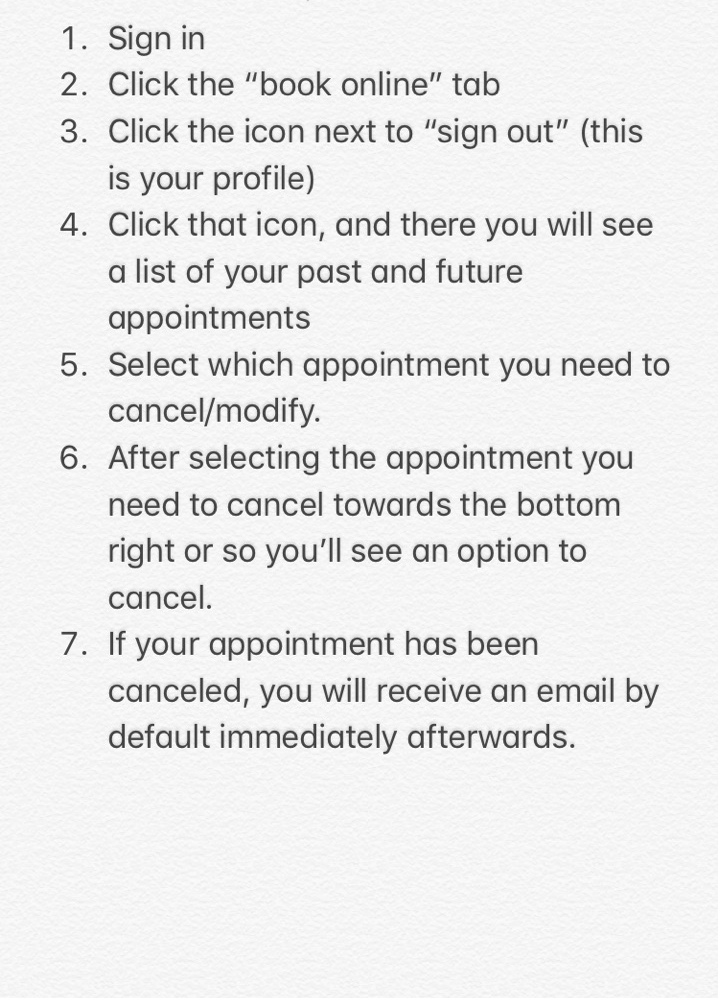 1. Sign in
2. Click the “book online” tab
3. Click the icon next to “sign out” (this
is your profile)
4. Click that icon, and there you will see
a list of your past and future
appointments
5. Select which appointment you need to
cancel/modify.
6. After selecting the appointment you
need to cancel towards the bottom
right or so you’ll see an option to
cancel.
7. If your appointment has been
canceled, you will receive an email by
default immediately afterwards.